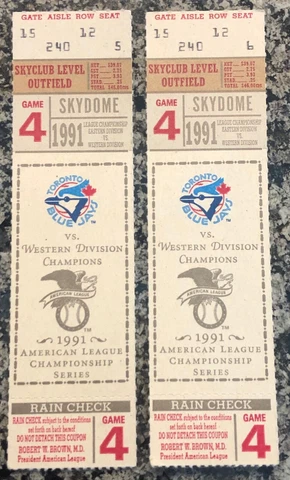 GATE AISLE ROW SEAT
15 12
240 5
SKYCLUB LEVEL
OUTFIELD
GAME
4
SKYDOME
1991
LEAGUE CHAMPIONSHIP
EASTERN DIVISION
VS.
WESTERN DIVISION
TORONTO
BLUE JAYS
VS.
WESTERN DIVISION
CHAMPIONS
AMERICAN LEAGUE
TM
1991
AMERICAN LEAGUE
CHAMPIONSHIP
SERIES
RAIN CHECK
RAIN CHECK subject to the conditions
set forth on back hereof
DO NOT DETACH THIS COUPON
ROBERT W. BROWN, M.D.
President American League
GAME
4
GATE AISLE ROW SEAT
15 12
240 6
SKYCLUB LEVEL
OUTFIELD
GAME
4
SKYDOME
1991
LEAGUE CHAMPIONSHIP
EASTERN DIVISION
VS.
WESTERN DIVISION
TORONTO
BLUE JAYS
VS.
WESTERN DIVISION
CHAMPIONS
AMERICAN LEAGUE
TM
1991
AMERICAN LEAGUE
CHAMPIONSHIP
SERIES
RAIN CHECK
RAIN CHECK subject to the conditions
set forth on back hereof
DO NOT DETACH THIS COUPON
ROBERT W. BROWN, M.D.
President American League
GAME
4